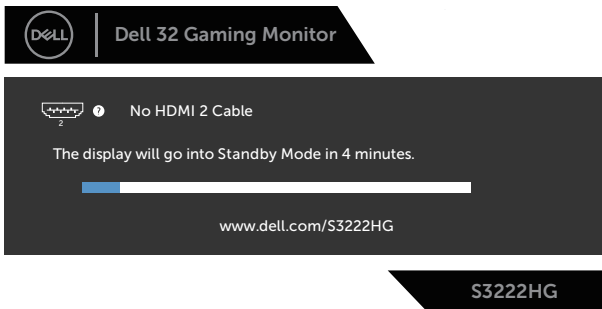 DELL
Dell 32 Gaming Monitor
2
?
No HDMI 2 Cable
The display will go into Standby Mode in 4 minutes.
www.dell.com/S3222HG
S3222HG